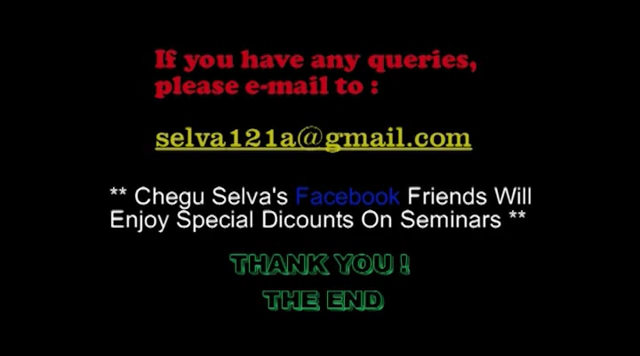 If you have any queries,
please e-mail to :
selva121a@gmail.com
** Chegu Selva's Facebook Friends Will
Enjoy Special Dicounts On Seminars **
THANK YOU !
THE END